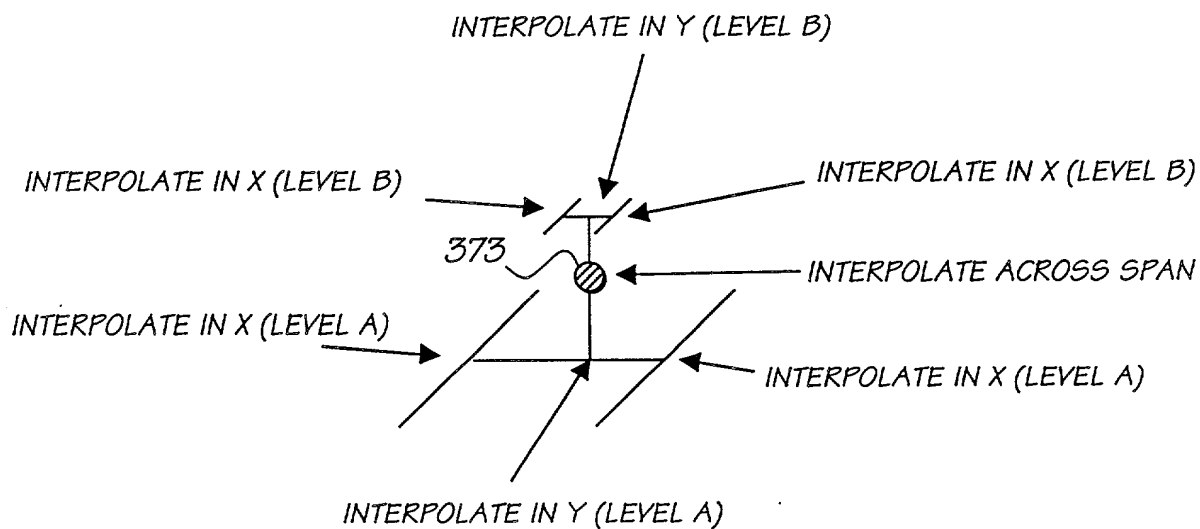 INTERPOLATE IN Y (LEVEL B)
INTERPOLATE IN X (LEVEL B)
INTERPOLATE IN X (LEVEL B)
373
INTERPOLATE ACROSS SPAN
INTERPOLATE IN X (LEVEL A)
INTERPOLATE IN X (LEVEL A)
INTERPOLATE IN Y (LEVEL A)